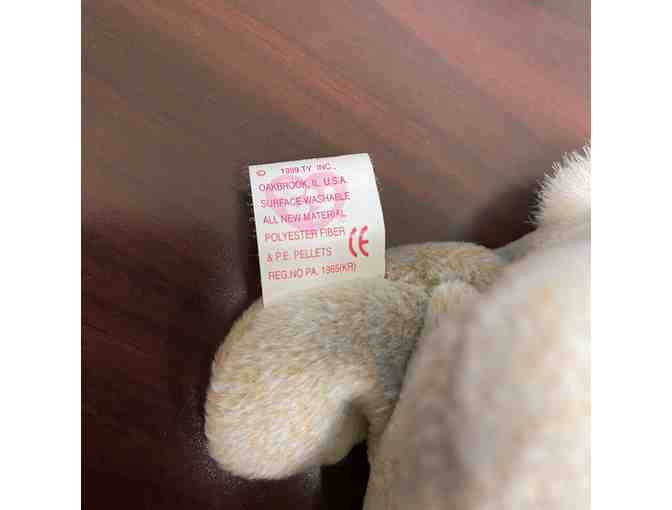 © 1999 TY INC.,
OAKBROOK, IL, U.S.A.
SURFACE WASHABLE
ALL NEW MATERIAL
POLYESTER FIBER
& P.E. PELLETS CE
REG.NO PA. 1965(KR)